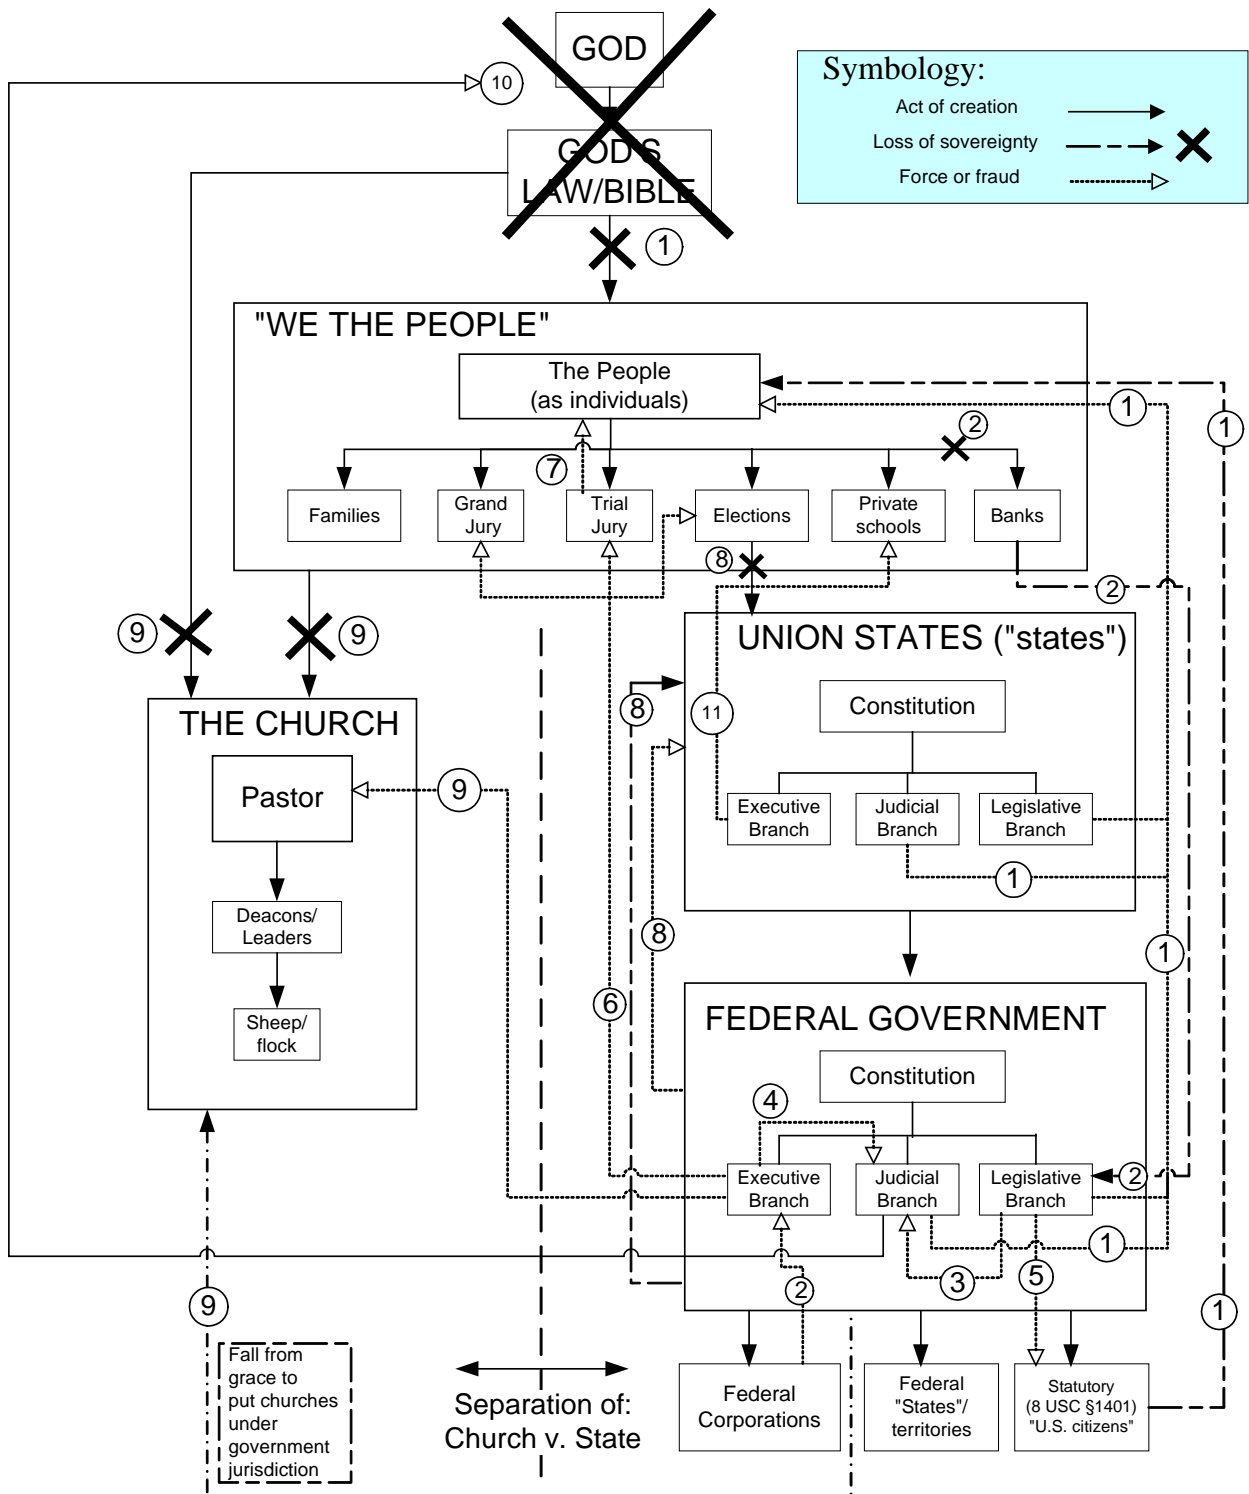 GOD
10
GOD'S
LAW/BIBLE
1
Symbology:
Act of creation
Loss of sovereignty
Force or fraud
"WE THE PEOPLE"
The People
(as individuals)
1
1
2
7
Families
Grand
Jury
Trial
Jury
Elections
Private
schools
Banks
8
2
9
9
UNION STATES ("states")
THE CHURCH
8
11
Constitution
Pastor
9
Executive
Branch
Judicial
Branch
Legislative
Branch
1
Deacons/
Leaders
8
1
6
Sheep/
flock
FEDERAL GOVERNMENT
Constitution
4
Executive
Branch
Judicial
Branch
Legislative
Branch
2
1
3
5
2
9
1
Fall from
grace to
put churches
under
government
jurisdiction
Separation of:
Church v. State
Federal
Corporations
Federal
"States"/
territories
Statutory
(8 USC §1401)
"U.S. citizens"